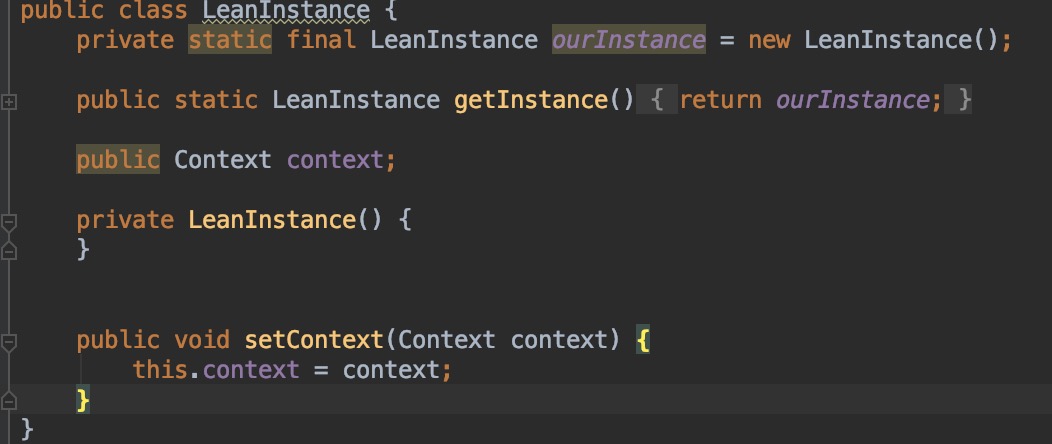 public class LeanInstance {
private static final LeanInstance ourInstance = new LeanInstance();
public static LeanInstance getInstance() { return ourInstance; }
public Context context;
private LeanInstance() {
}
public void setContext(Context context) {
this.context = context;
}
}